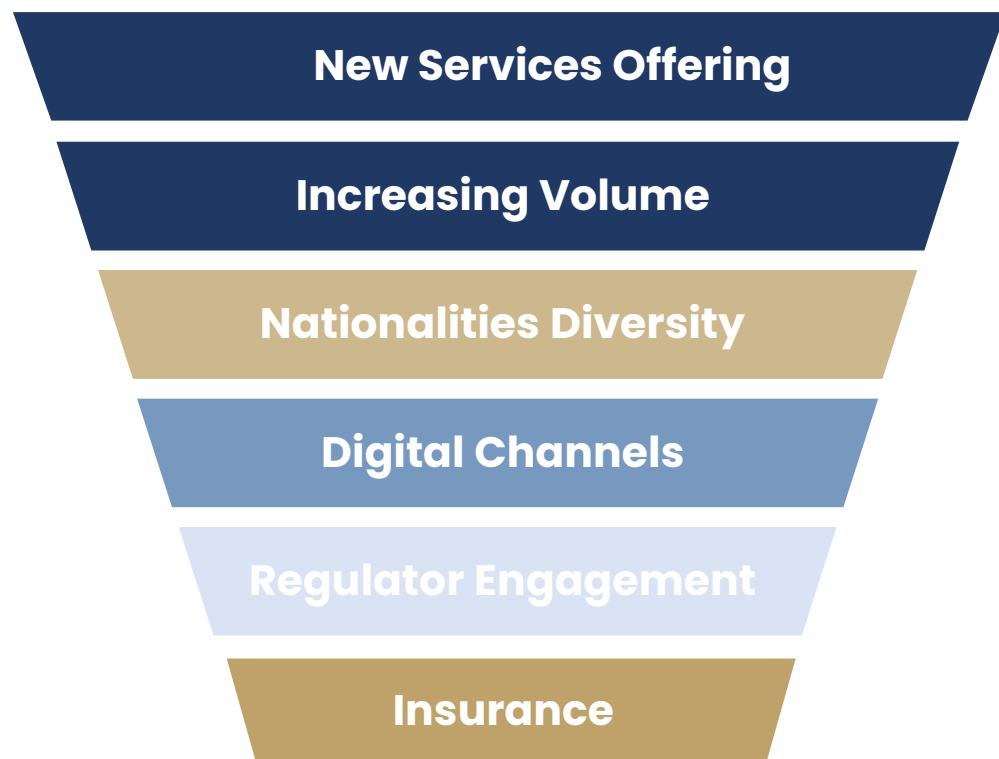 New Services Offering
Increasing Volume
Nationalities Diversity
Digital Channels
Regulator Engagement
Insurance